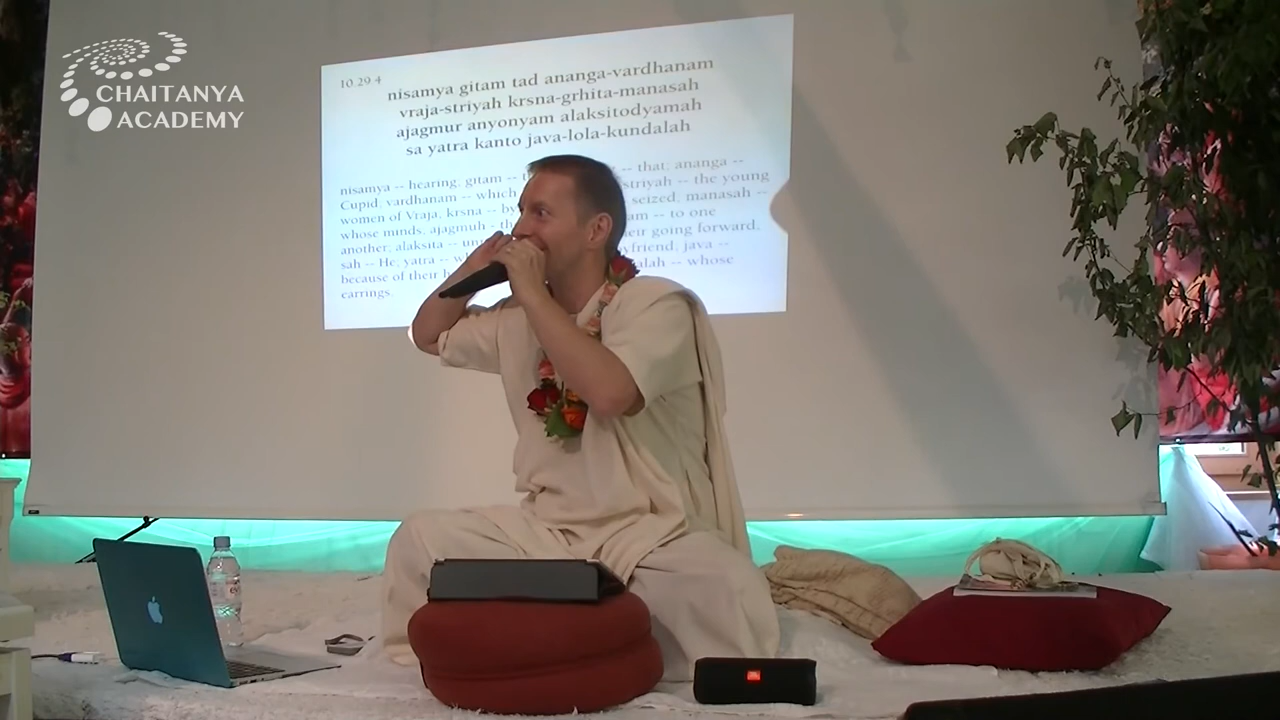 CHAITANYA
ACADEMY
10.29.4
nisamya gitam tad ananga-vardhanam
vraja-striyah krsna-grhita-manasah
ajagmur anyonyam alaksitodyamah
sa yatra kanto java-lola-kundalah
nisamya -- hearing; gitam -- that; ananga --
Cupid; vardhanam -- which striyah -- the young
women of Vraja; krsna -- by seized; manasah --
whose minds; ajagmuh -- to one
another; alaksita -- their going forward;
sah -- He; yatra -- boyfriend; java --
because of their -- whose
earrings.
JBL